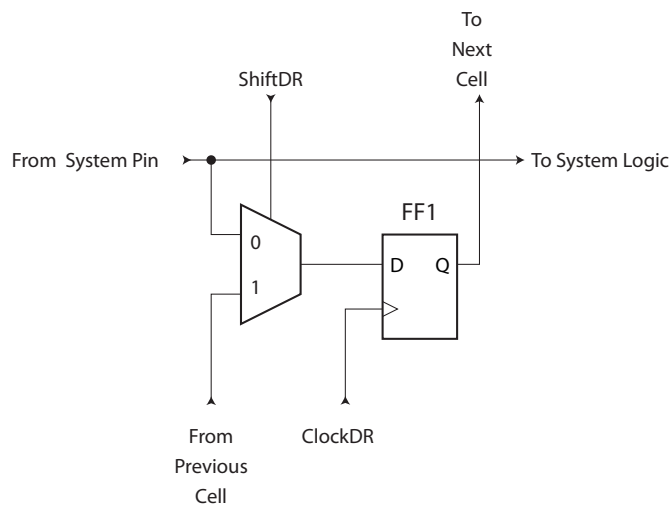 To
Next
Cell
ShiftDR
From System Pin
To System Logic
FF1
0
D Q
1
From
Previous
Cell
ClockDR